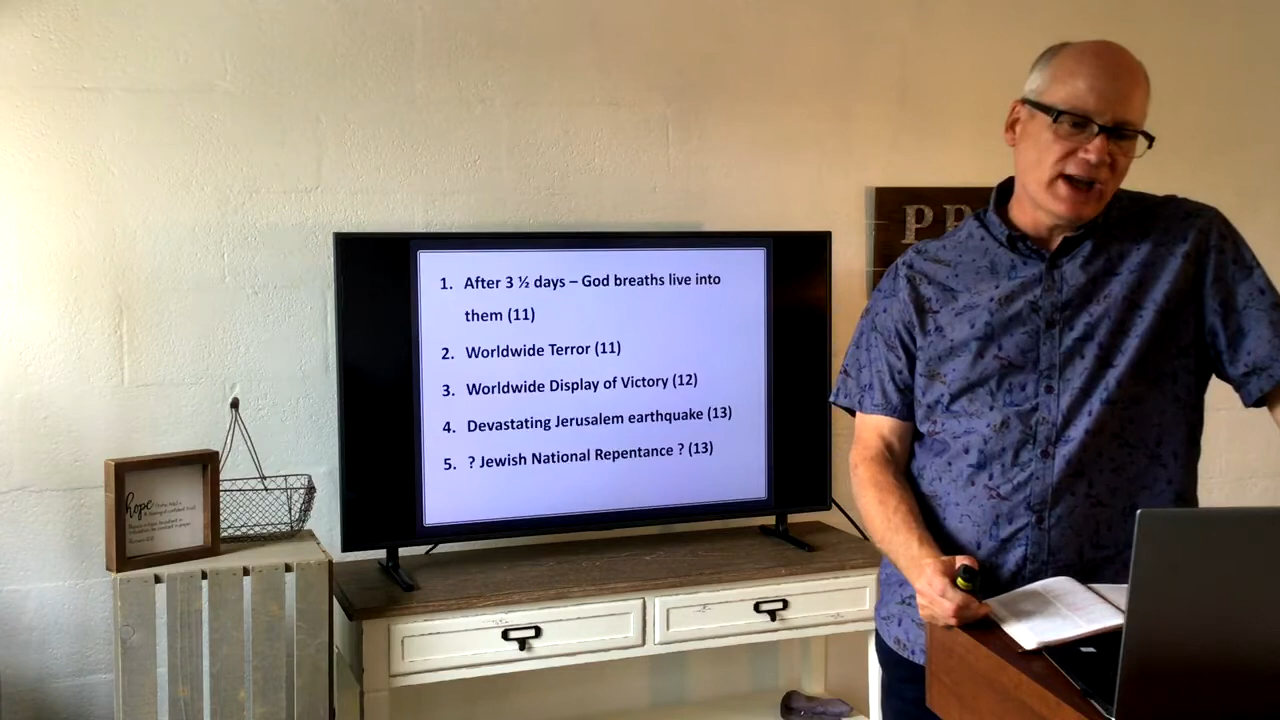 1. After 3 ½ days – God breaths live into
them (11)
2. Worldwide Terror (11)
3. Worldwide Display of Victory (12)
4. Devastating Jerusalem earthquake (13)
5. ? Jewish National Repentance ? (13)
PR
hope